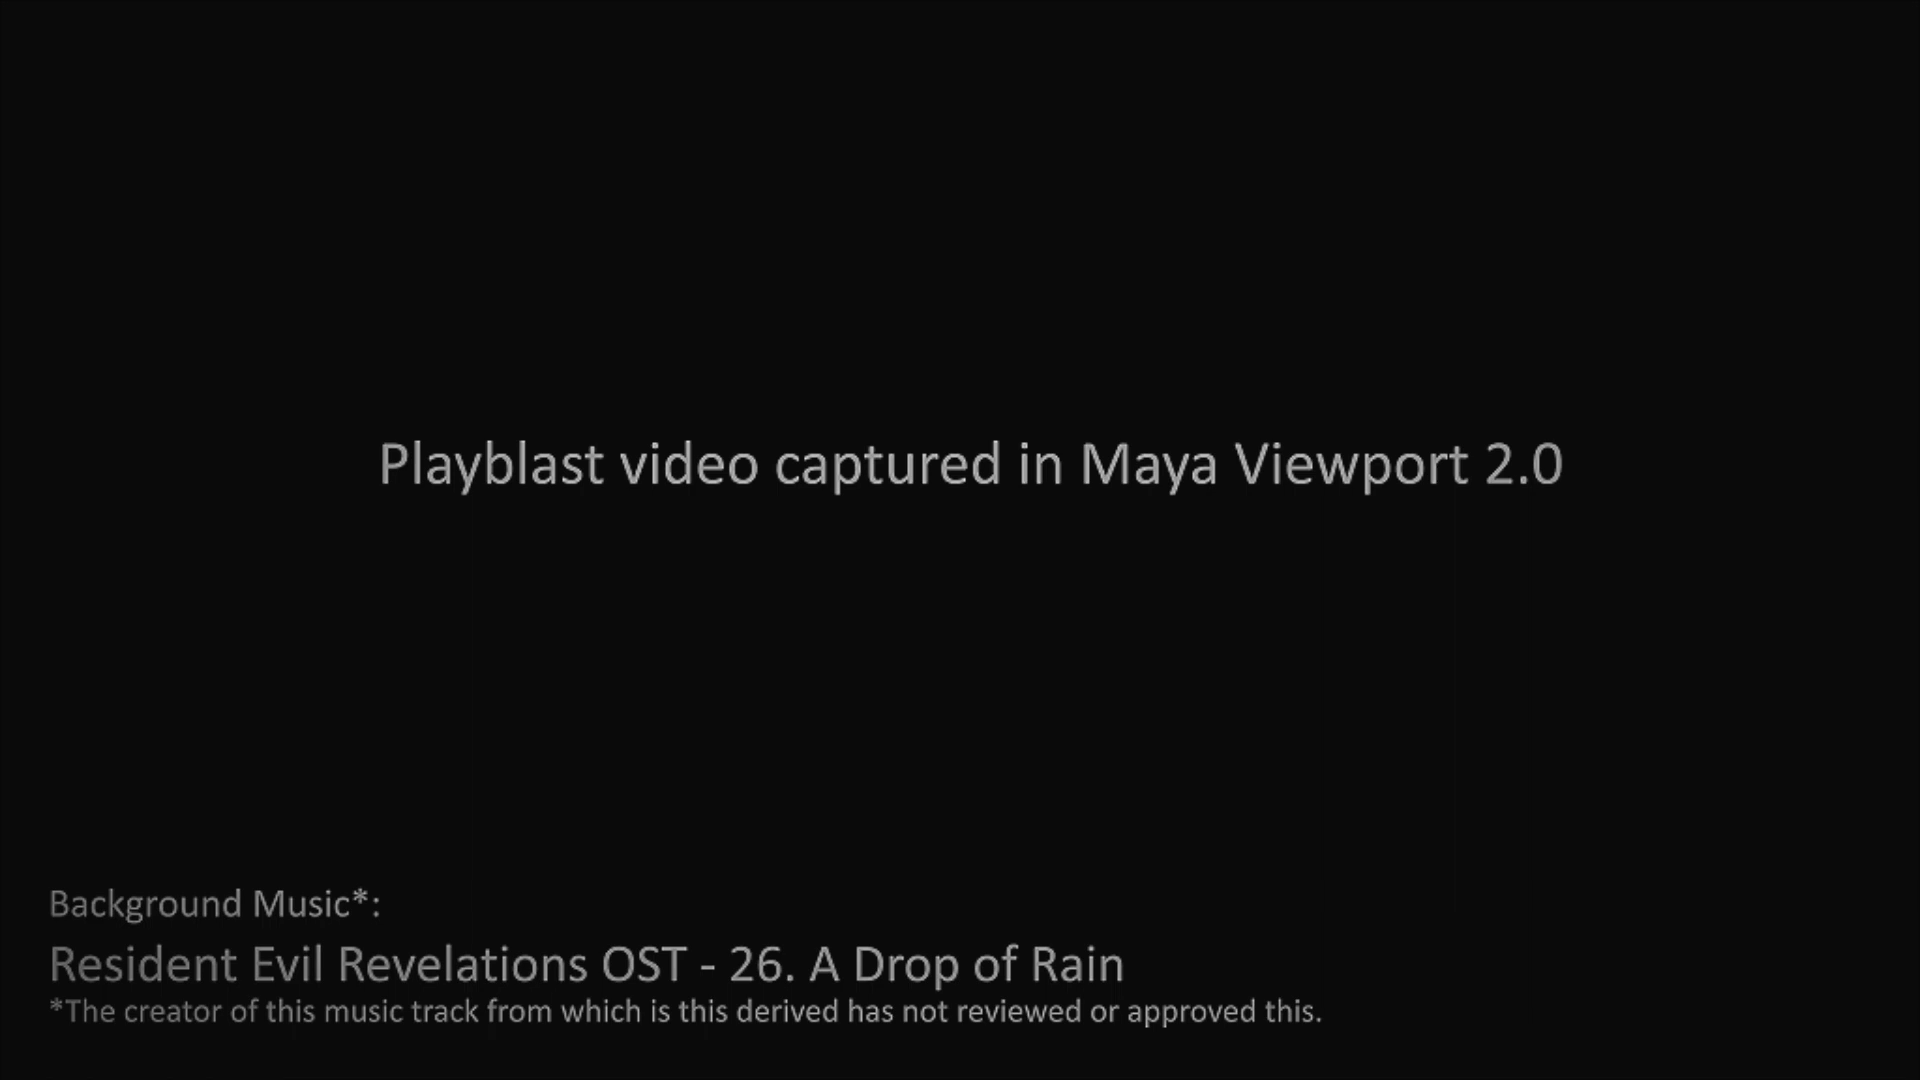 Playblast video captured in Maya Viewport 2.0
Background Music*:
Resident Evil Revelations OST - 26. A Drop of Rain
*The creator of this music track from which is this derived has not reviewed or approved this.